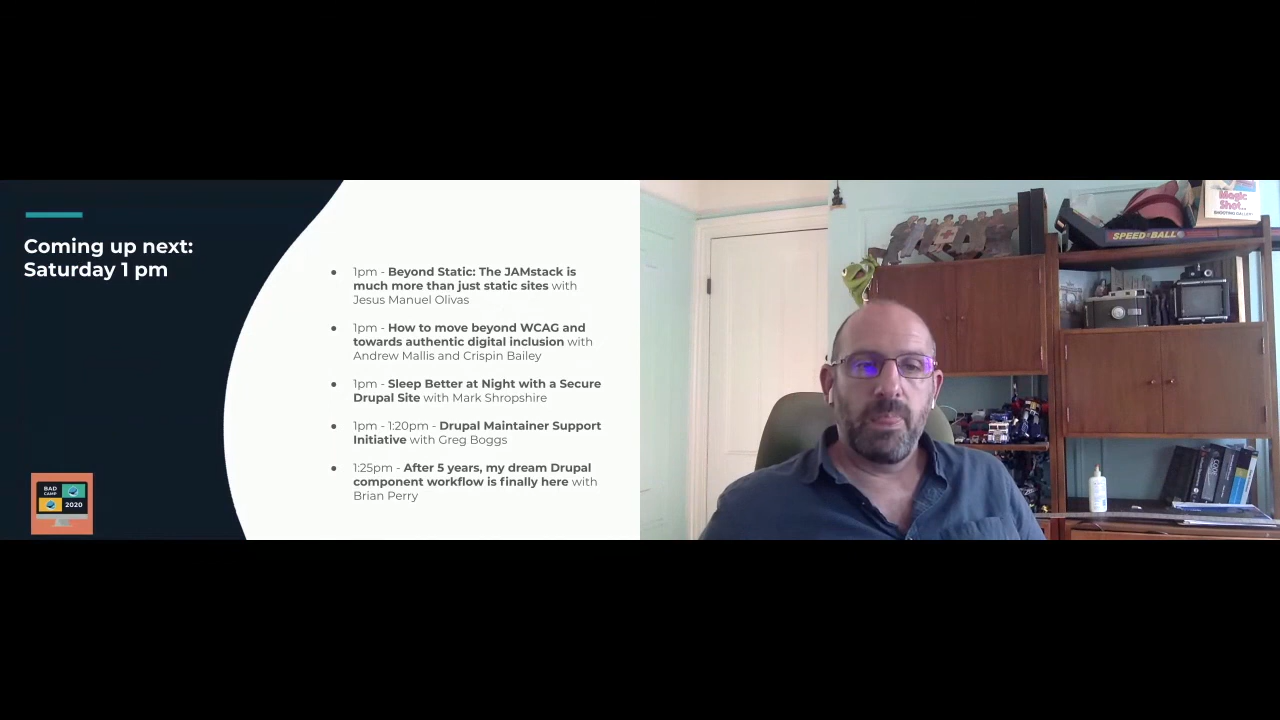 Coming up next:
Saturday 1 pm
● 1pm - Beyond Static: The JAMstack is
much more than just static sites with
Jesus Manuel Olivas
● 1pm - How to move beyond WCAG and
towards authentic digital inclusion with
Andrew Mallis and Crispin Bailey
● 1pm - Sleep Better at Night with a Secure
Drupal Site with Mark Shropshire
● 1pm - 1:20pm - Drupal Maintainer Support
Initiative with Greg Boggs
● 1:25pm - After 5 years, my dream Drupal
component workflow is finally here with
Brian Perry
BAD
CAMP
2020
Magic
Shot..
SHOOTING GALLERY
SPEED-BALL